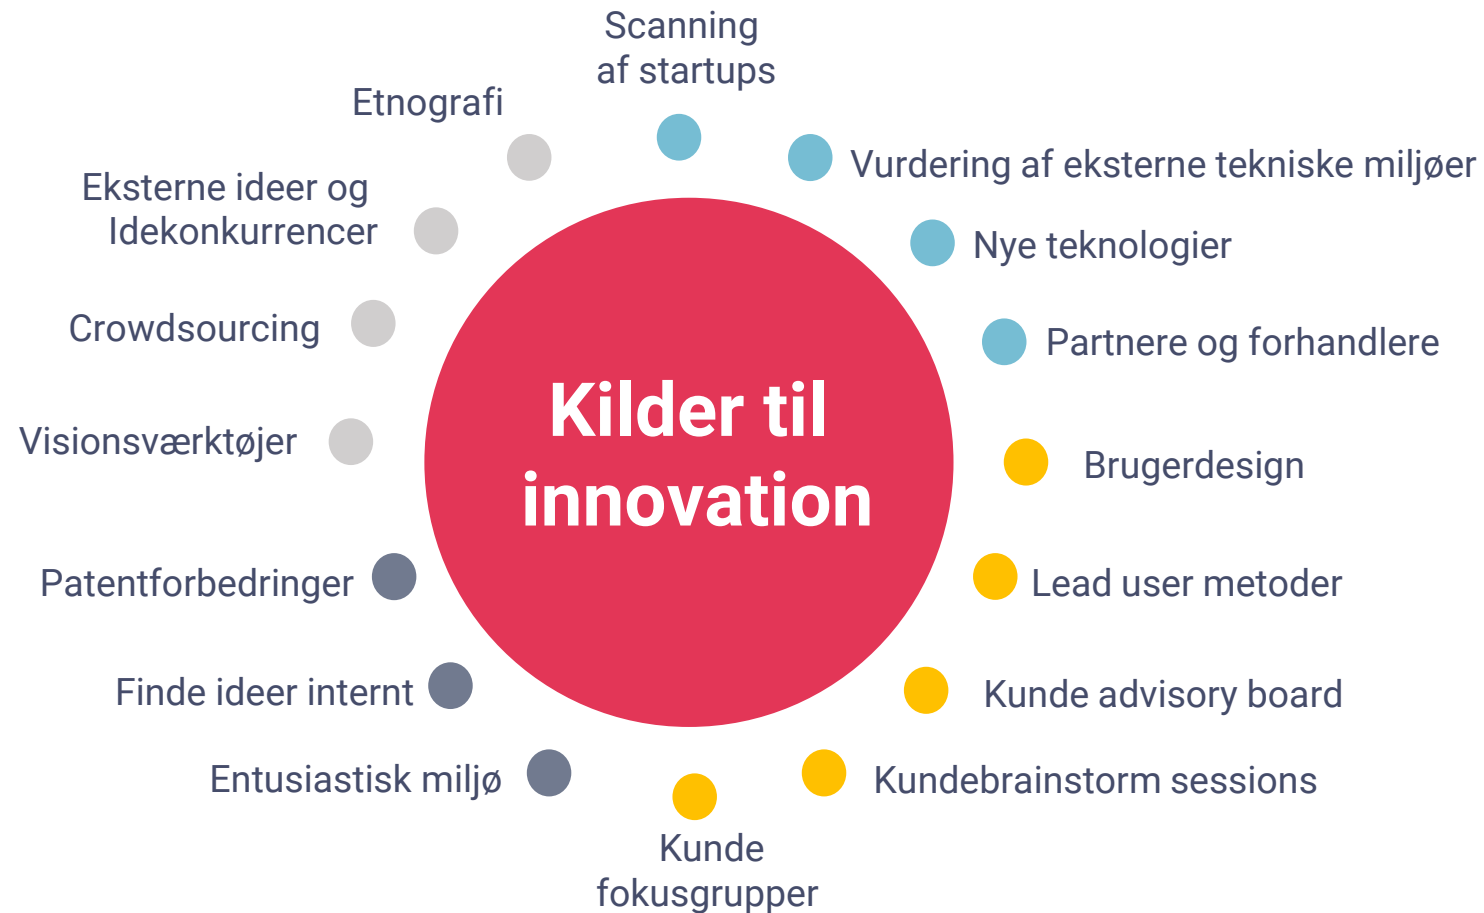 Scanning
af startups
Vurdering af eksterne tekniske miljøer
Nye teknologier
Partnere og forhandlere
Brugerdesign
Lead user metoder
Kunde advisory board
Kundebrainstorm sessions
Kunde
fokusgrupper
Entusiastisk miljø
Finde ideer internt
Patentforbedringer
Visionsværktøjer
Crowdsourcing
Eksterne ideer og
Idekonkurrencer
Etnografi
Kilder til
innovation